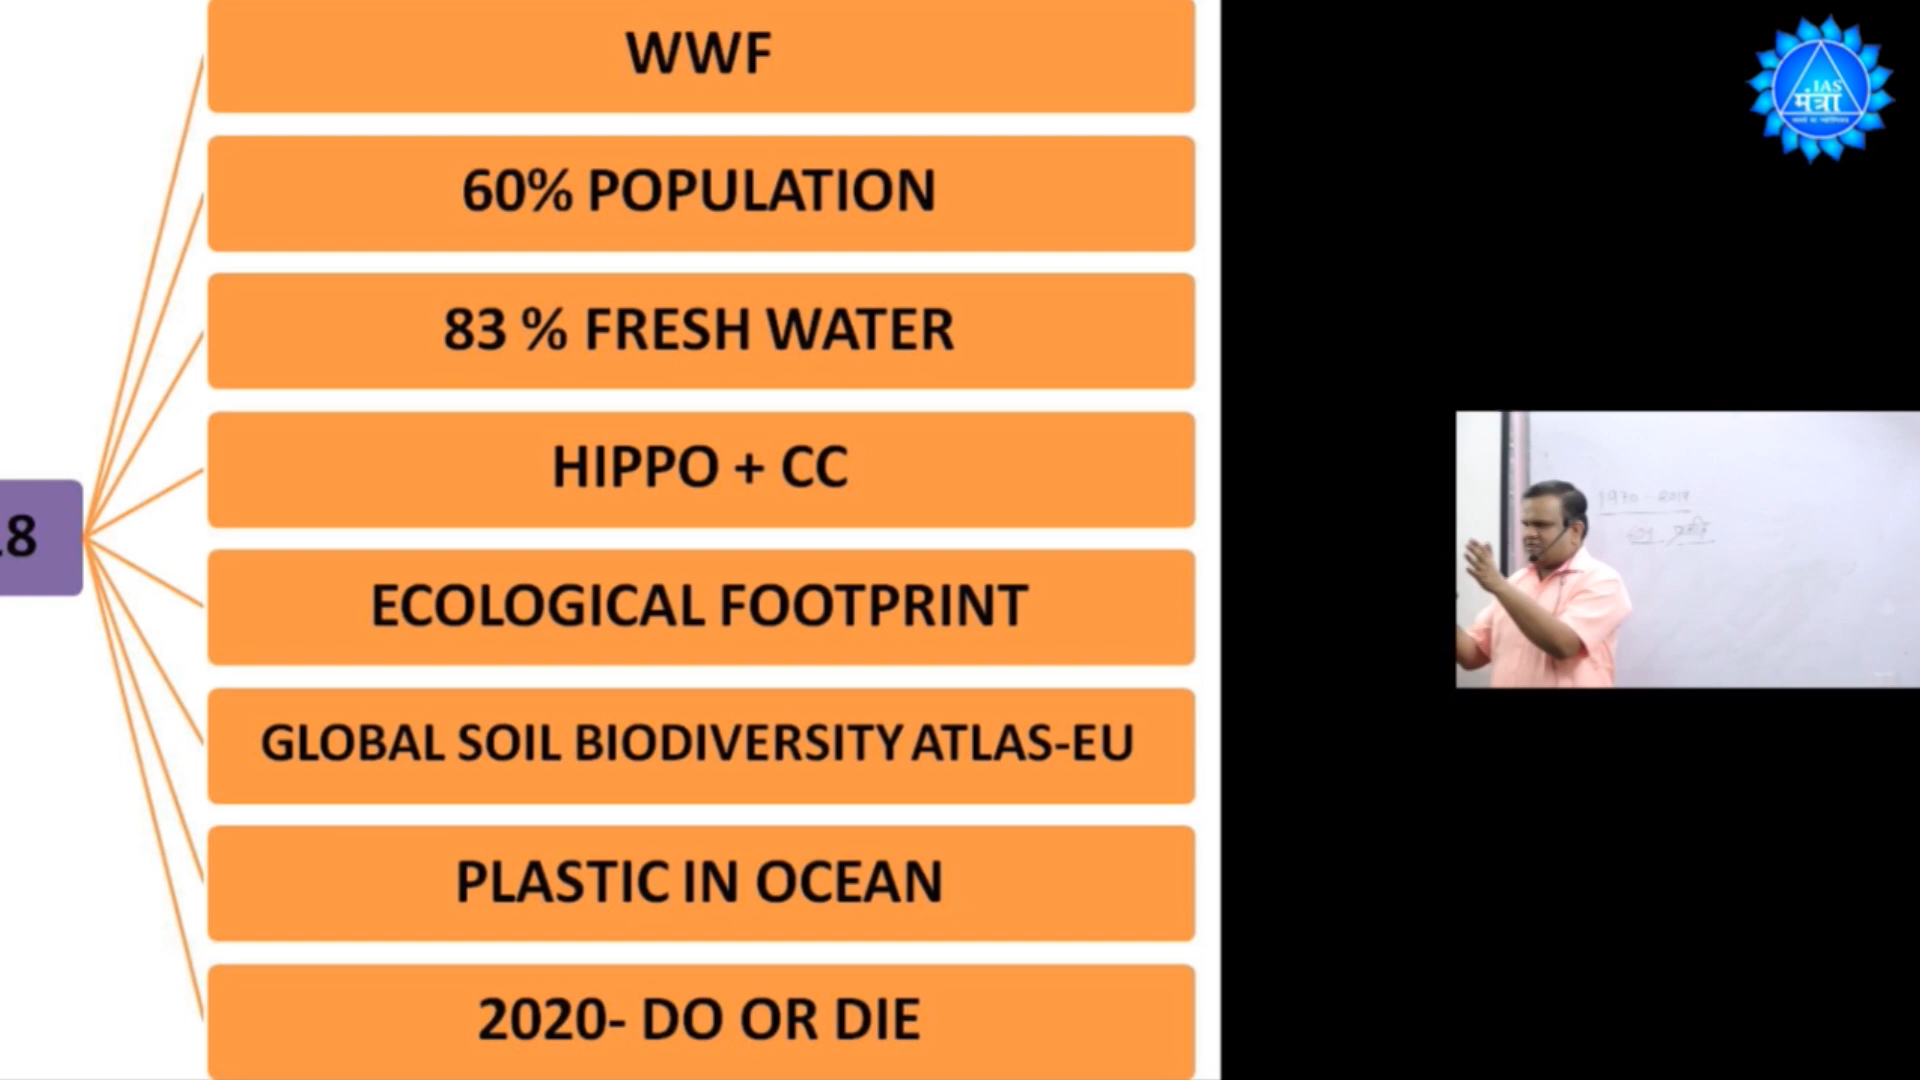 WWF
60% POPULATION
83 % FRESH WATER
HIPPO + CC
.8
ECOLOGICAL FOOTPRINT
GLOBAL SOIL BIODIVERSITY ATLAS-EU
PLASTIC IN OCEAN
2020- DO OR DIE
IAS
मंत्रा